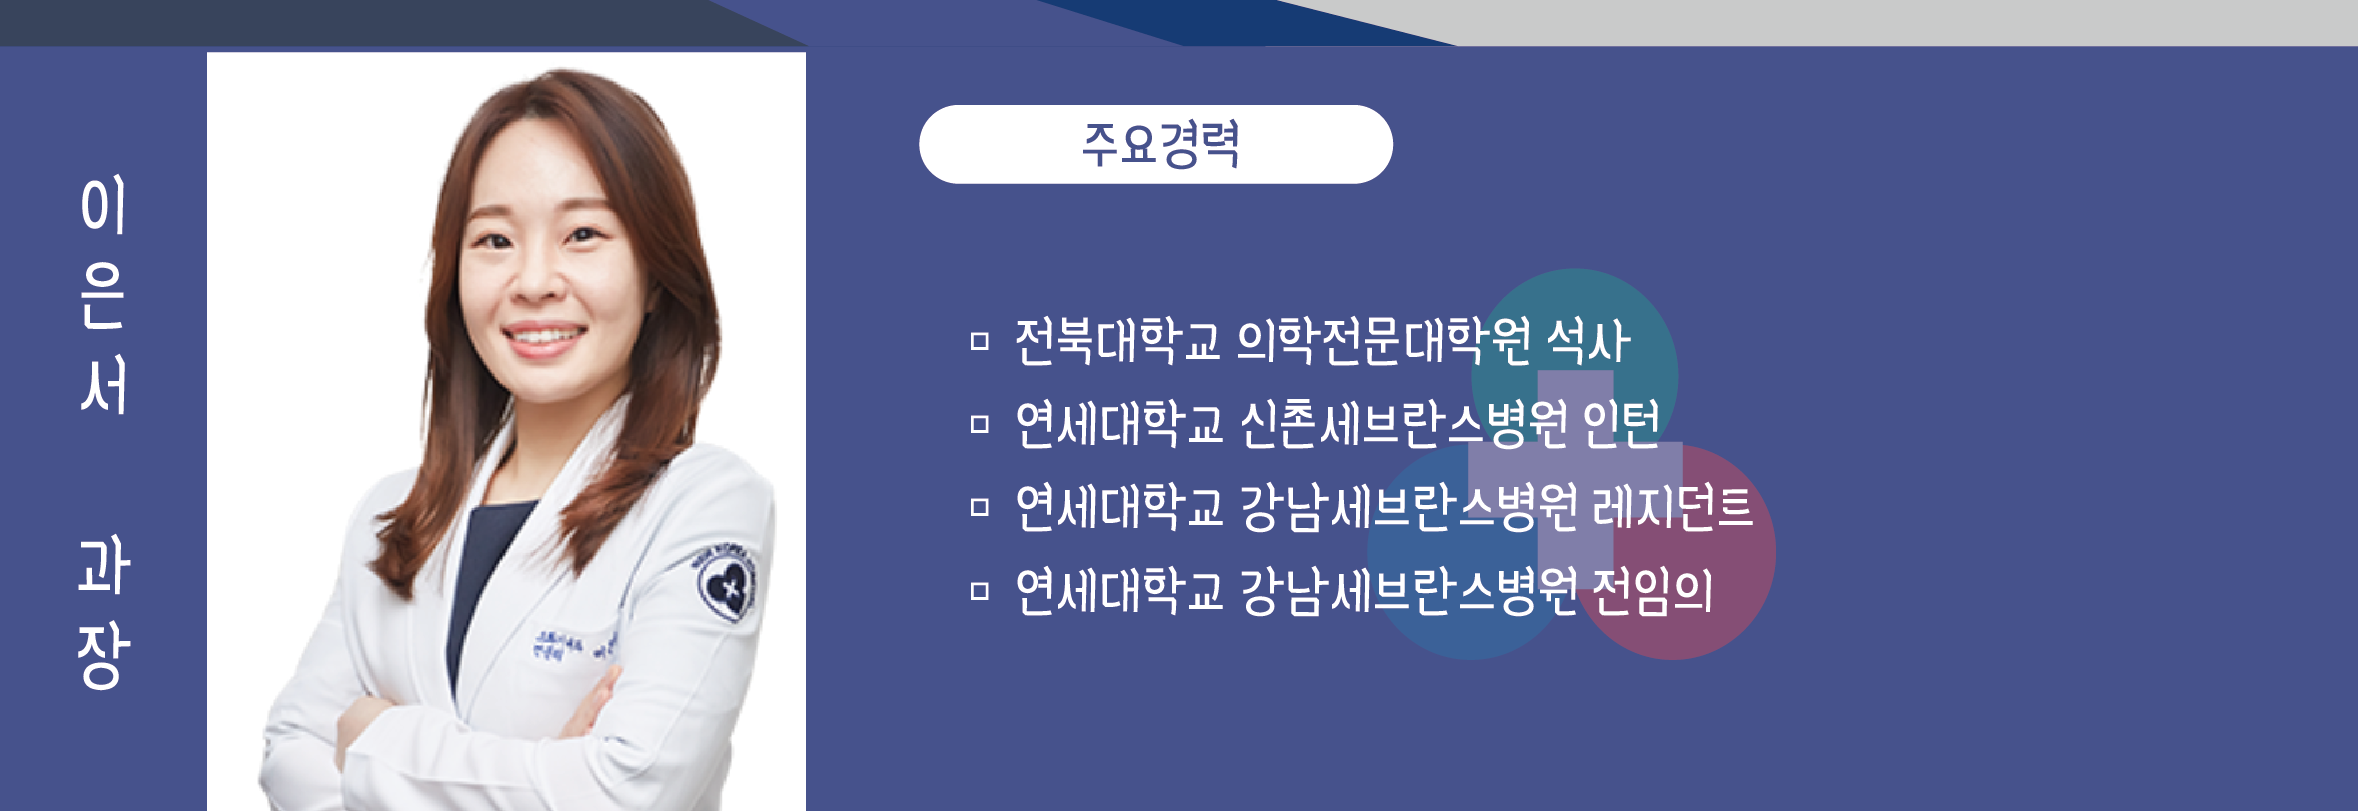 이은서 과장
주요경력
전북대학교 의학전문대학원 석사
연세대학교 신촌세브란스병원 인턴
연세대학교 강남세브란스병원 레지던트
연세대학교 강남세브란스병원 전임의